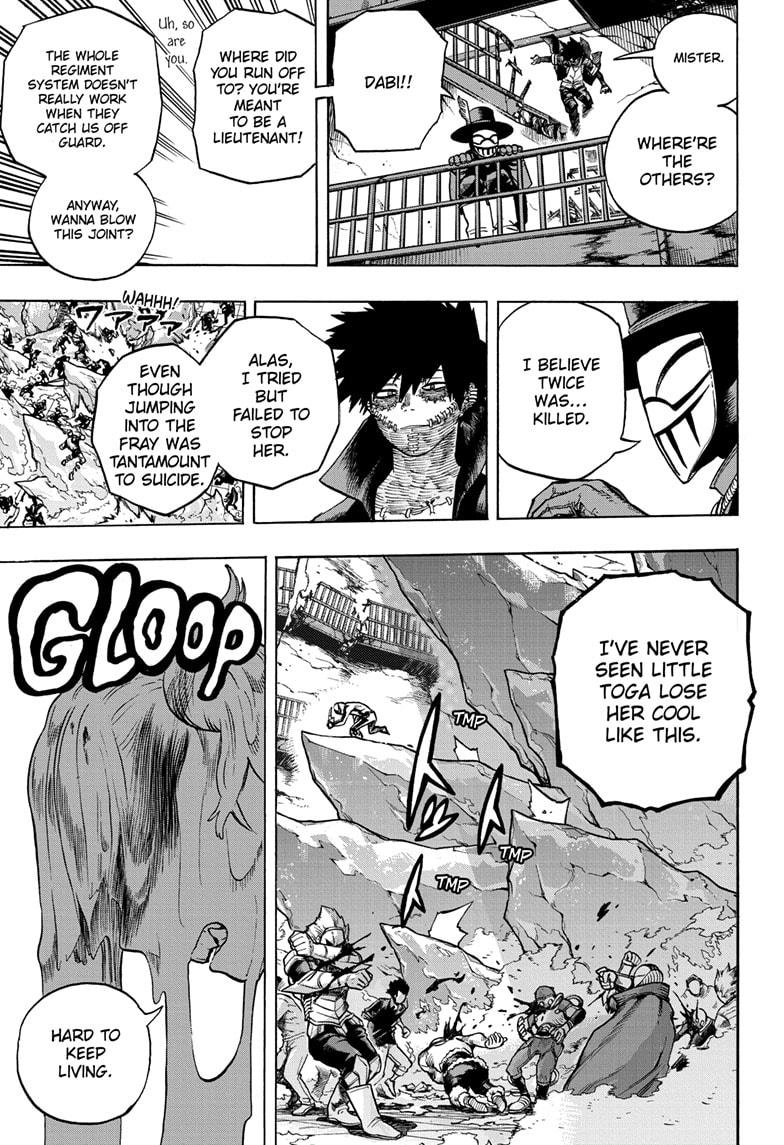 MISTER.
WHERE'RE
THE
OTHERS?
DABI!!
WHERE DID
YOU RUN OFF
TO? YOU'RE
MEANT
TO BE A
LIEUTENANT!
Uh, so
are
you.
THE WHOLE
REGIMENT
SYSTEM DOESN'T
REALLY WORK
WHEN THEY
CATCH US OFF
GUARD.
ANYWAY,
WANNA BLOW
THIS JOINT?
I BELIEVE
TWICE
WAS...
KILLED.
ALAS,
I TRIED
BUT
FAILED TO
STOP
HER.
EVEN
THOUGH
JUMPING
INTO THE
FRAY WAS
TANTAMOUNT
TO SUICIDE.
WAHHH!
ワァァァァ...
I'VE NEVER
SEEN LITTLE
TOGA LOSE
HER COOL
LIKE THIS.
TMP
TMP
TMP
GLOOP
HARD TO
KEEP
LIVING.